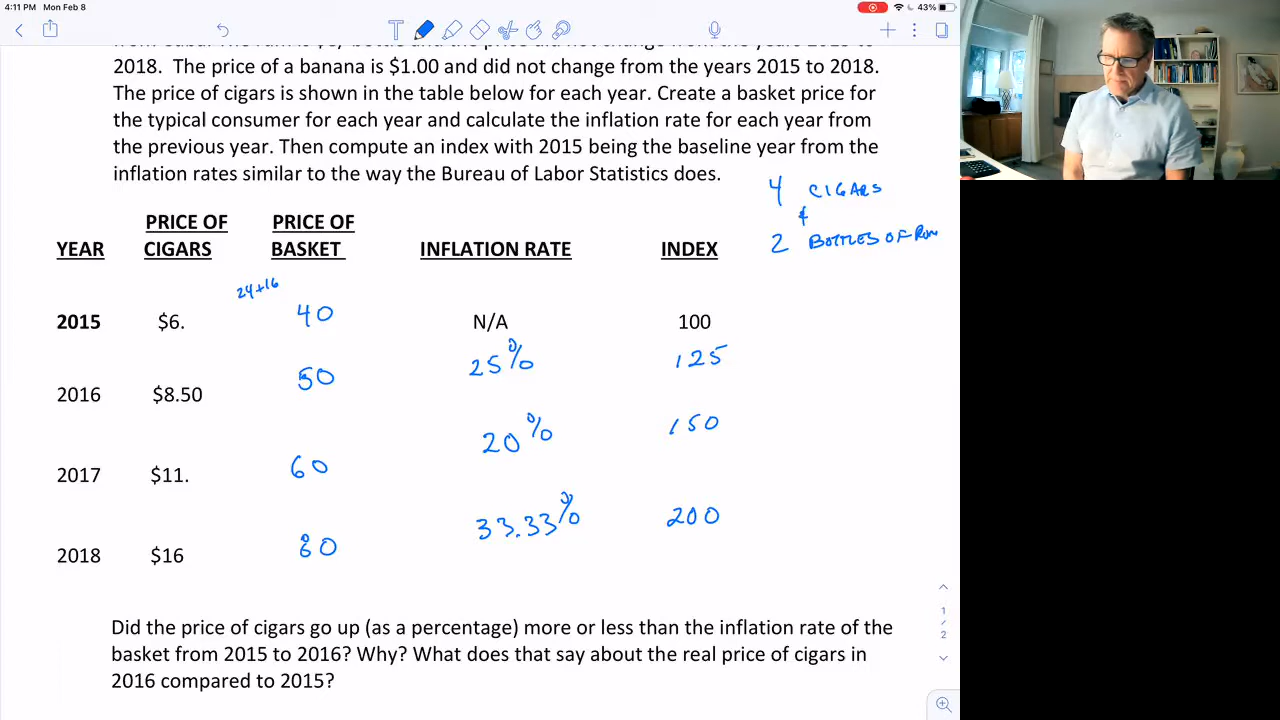 4:11 PM Mon Feb 8
43%
2018. The price of a banana is $1.00 and did not change from the years 2015 to 2018.
The price of cigars is shown in the table below for each year. Create a basket price for
the typical consumer for each year and calculate the inflation rate for each year from
the previous year. Then compute an index with 2015 being the baseline year from the
inflation rates similar to the way the Bureau of Labor Statistics does.
4 CIGARS
&
2 BOTTLES OF RUM
PRICE OF PRICE OF
YEAR CIGARS BASKET INFLATION RATE INDEX
24+16
2015 $6. 40 N/A 100
25% 125
2016 $8.50 50
20% 150
2017 $11. 60
33.33% 200
2018 $16 80
1
/
2
Did the price of cigars go up (as a percentage) more or less than the inflation rate of the
basket from 2015 to 2016? Why? What does that say about the real price of cigars in
2016 compared to 2015?